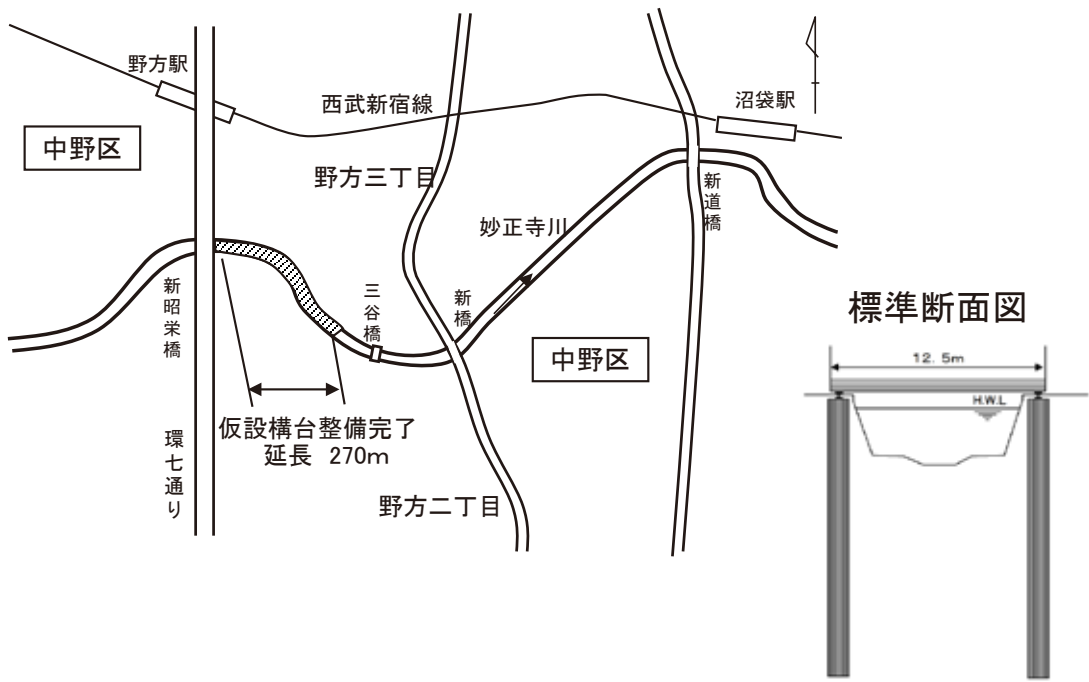 野方駅
西武新宿線
沼袋駅
中野区
野方三丁目
新道橋
妙正寺川
新昭栄橋
三谷橋
新橋
標準断面図
中野区
12.5m
H.W.L
仮設構台整備完了
延長 270m
環七通り
野方二丁目